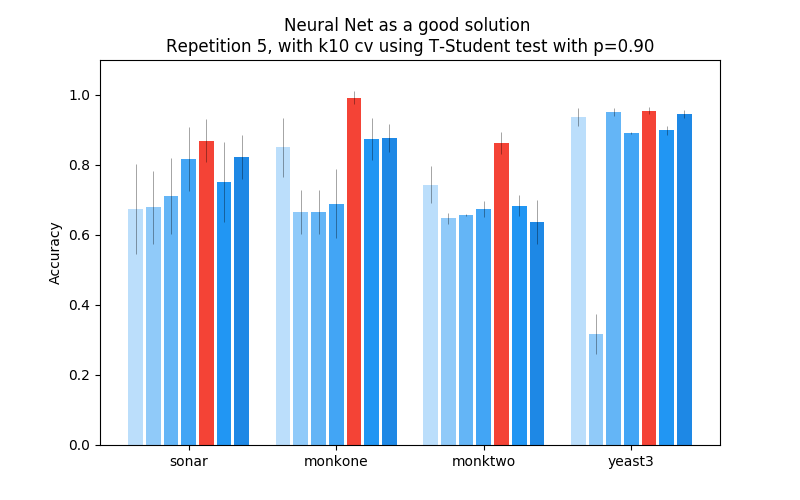 Neural Net as a good solution
Repetition 5, with k10 cv using T-Student test with p=0.90
Accuracy
1.0
0.8
0.6
0.4
0.2
0.0
sonar
monkone
monktwo
yeast3